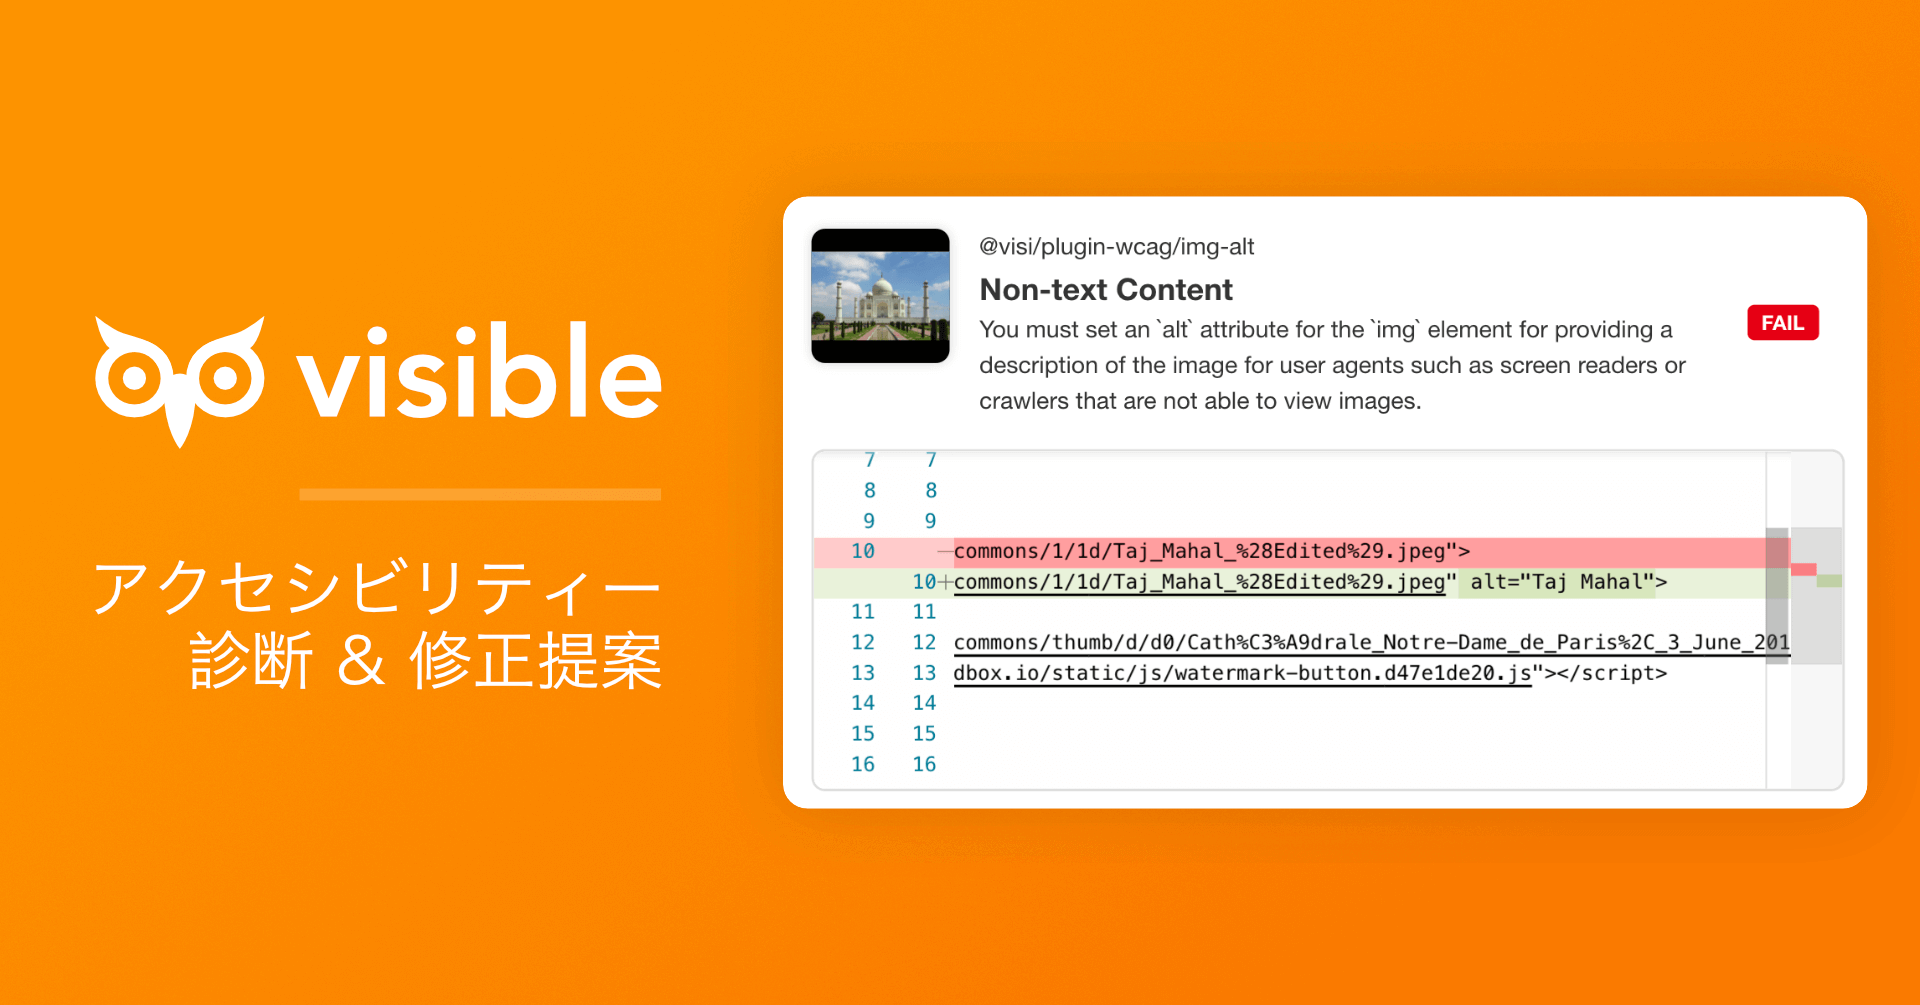 visible
アクセシビリティー
診断 & 修正提案
@visi/plugin-wcag/img-alt
Non-text Content
You must set an `alt` attribute for the `img` element for providing a
description of the image for user agents such as screen readers or
crawlers that are not able to view images.
FAIL
7 7
8 8
9 9
10 −commons/1/1d/Taj_Mahal_%28Edited%29.jpeg">
10+commons/1/1d/Taj_Mahal_%28Edited%29.jpeg" alt="Taj Mahal">
11 11
12 12 commons/thumb/d/d0/Cath%C3%A9drale_Notre-Dame_de_Paris%2C_3_June_201
13 13 dbox.io/static/js/watermark-button.d47e1de20.js"></script>
14 14
15 15
16 16